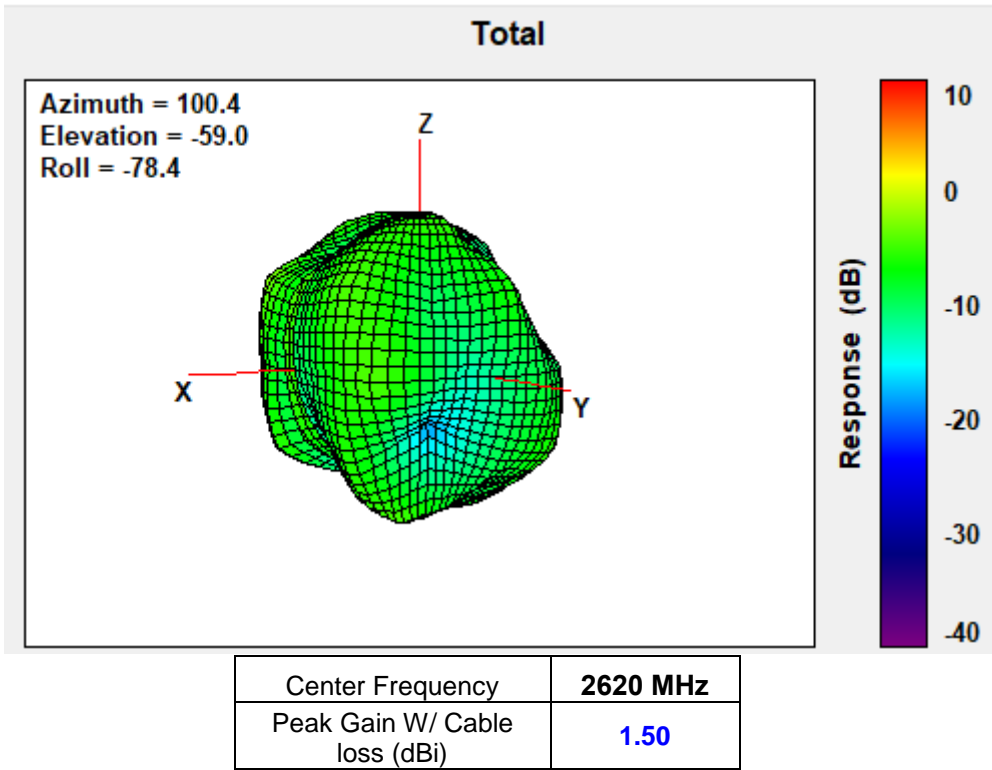 Total
Azimuth = 100.4
Elevation = -59.0
Roll = -78.4
Z
X
Y
10
0
-10
-20
-30
-40
Response (dB)
Center Frequency 2620 MHz
Peak Gain W/ Cable
loss (dBi) 1.50